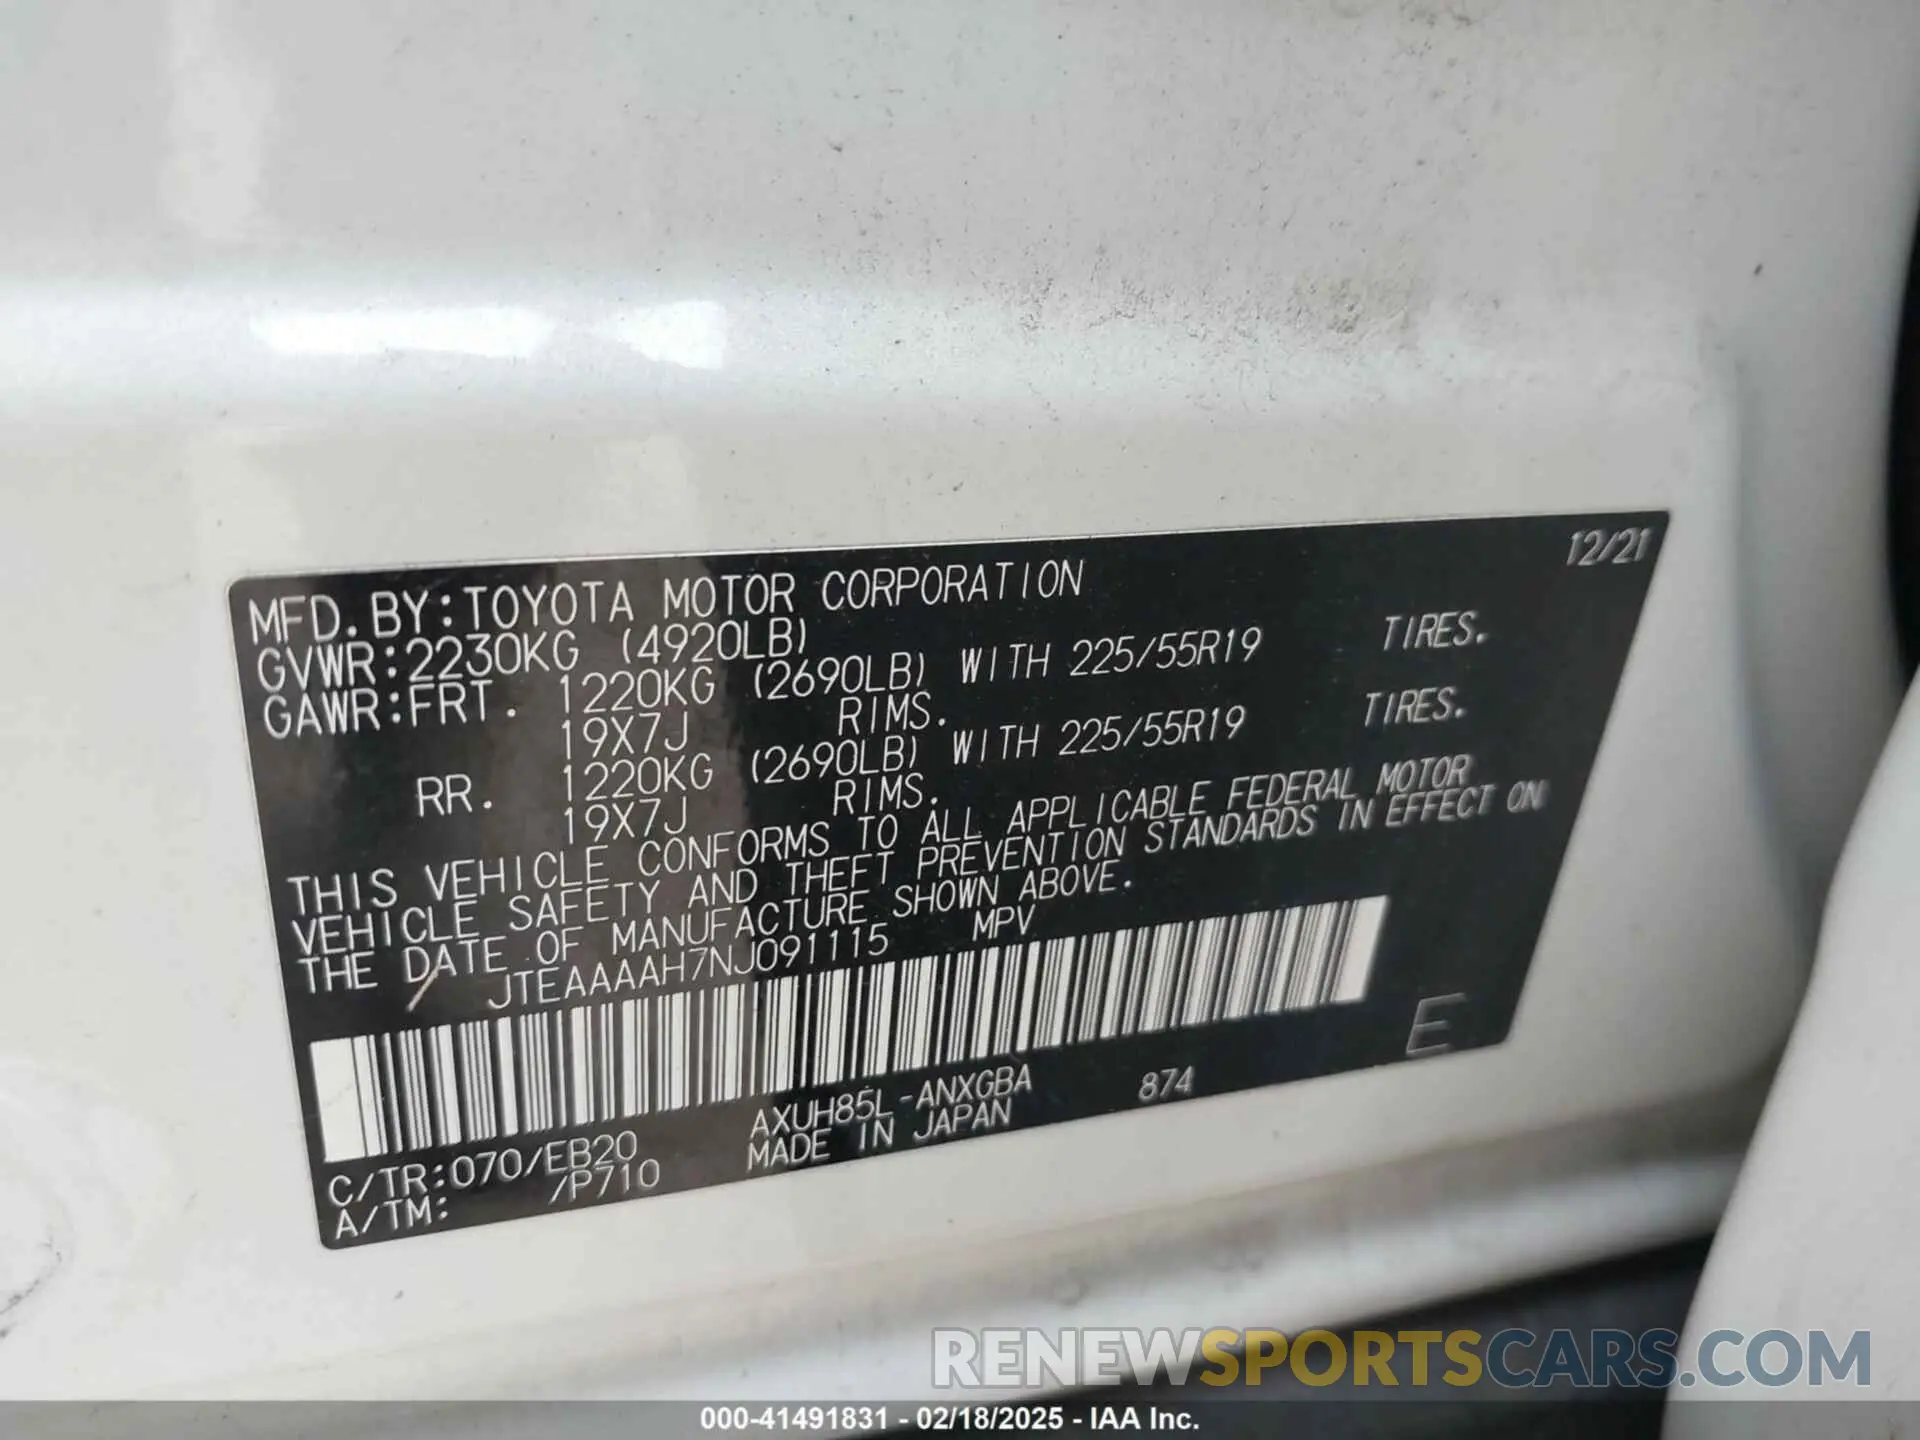 12/21
MFD.BY:TOYOTA MOTOR CORPORATION
GVWR:2230KG (4920LB)
GAWR:FRT. 1220KG (2690LB) WITH 225/55R19 TIRES.
19X7J RIMS.
RR. 1220KG (2690LB) WITH 225/55R19 TIRES.
19X7J RIMS.
THIS VEHICLE CONFORMS TO ALL APPLICABLE FEDERAL MOTOR
VEHICLE SAFETY AND THEFT PREVENTION STANDARDS IN EFFECT ON
THE DATE OF MANUFACTURE SHOWN ABOVE.
JTEAAAAH7NJ091115 MPV
E
C/TR:070/EB20 AXUH85L-ANXGBA 874
A/TM: /P710 MADE IN JAPAN
RENEWSPORTSCARS.COM
000-41491831 - 02/18/2025 - IAA Inc.